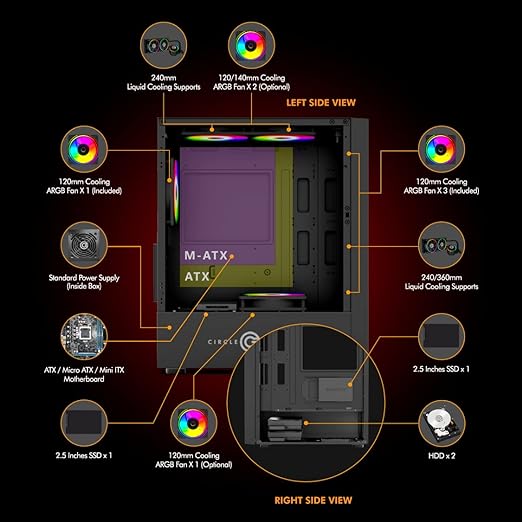 240mm
Liquid Cooling Supports
120/140mm Cooling
ARGB Fan X 2 (Optional)
LEFT SIDE VIEW
120mm Cooling
ARGB Fan X 1 (Included)
120mm Cooling
ARGB Fan X 3 (Included)
M-ATX
ATX
Standard Power Supply
(Inside Box)
240/360mm
Liquid Cooling Supports
CIRCLE
ATX / Micro ATX / Mini ITX
Motherboard
2.5 Inches SSD x 1
2.5 Inches SSD x 1
120mm Cooling
ARGB Fan X 1 (Optional)
HDD x 2
RIGHT SIDE VIEW